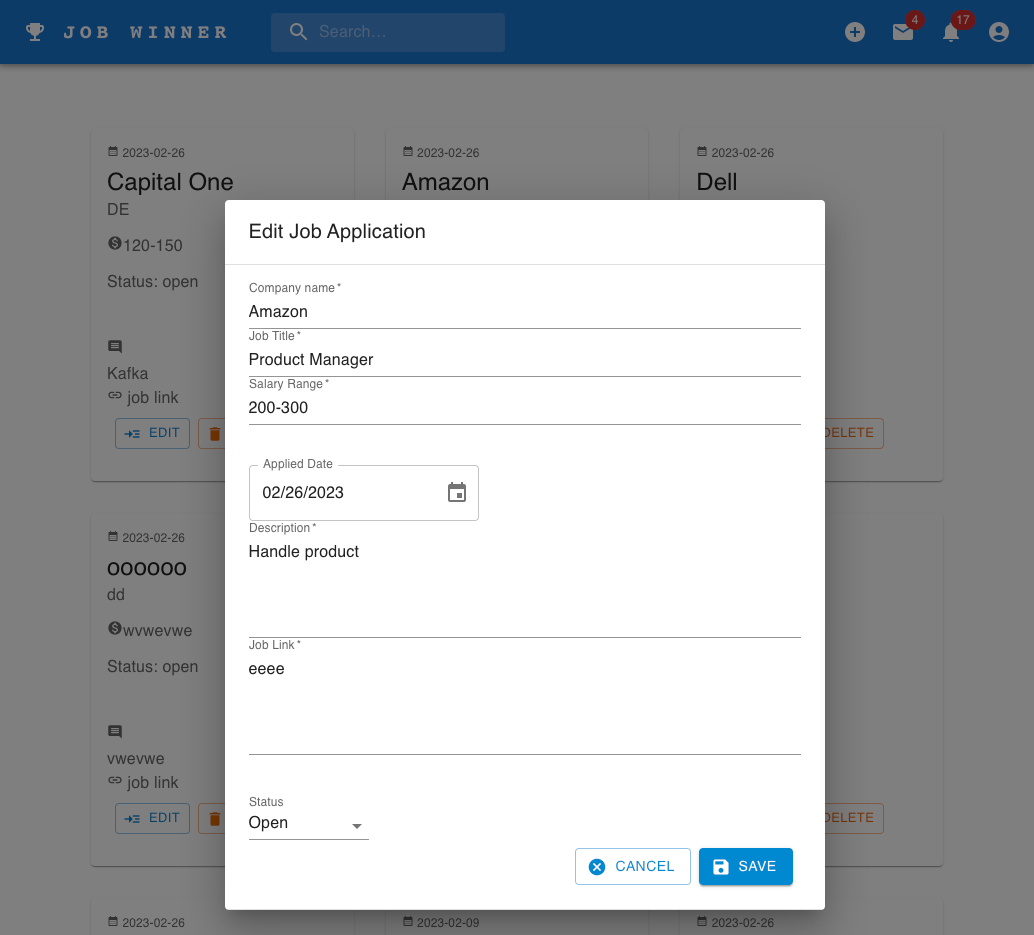 JOB WINNER
Search…
4
17
2023-02-26
Capital One
DE
120-150
Status: open
Kafka
job link
EDIT
2023-02-26
Amazon
2023-02-26
Dell
DELETE
Edit Job Application
Company name *
Amazon
Job Title *
Product Manager
Salary Range *
200-300
Applied Date
02/26/2023
Description *
Handle product
Job Link *
eeee
Status
Open
CANCEL
SAVE
2023-02-26
oooooo
dd
wvwevwe
Status: open
vwevwe
job link
EDIT
DELETE
2023-02-26
2023-02-09
2023-02-26